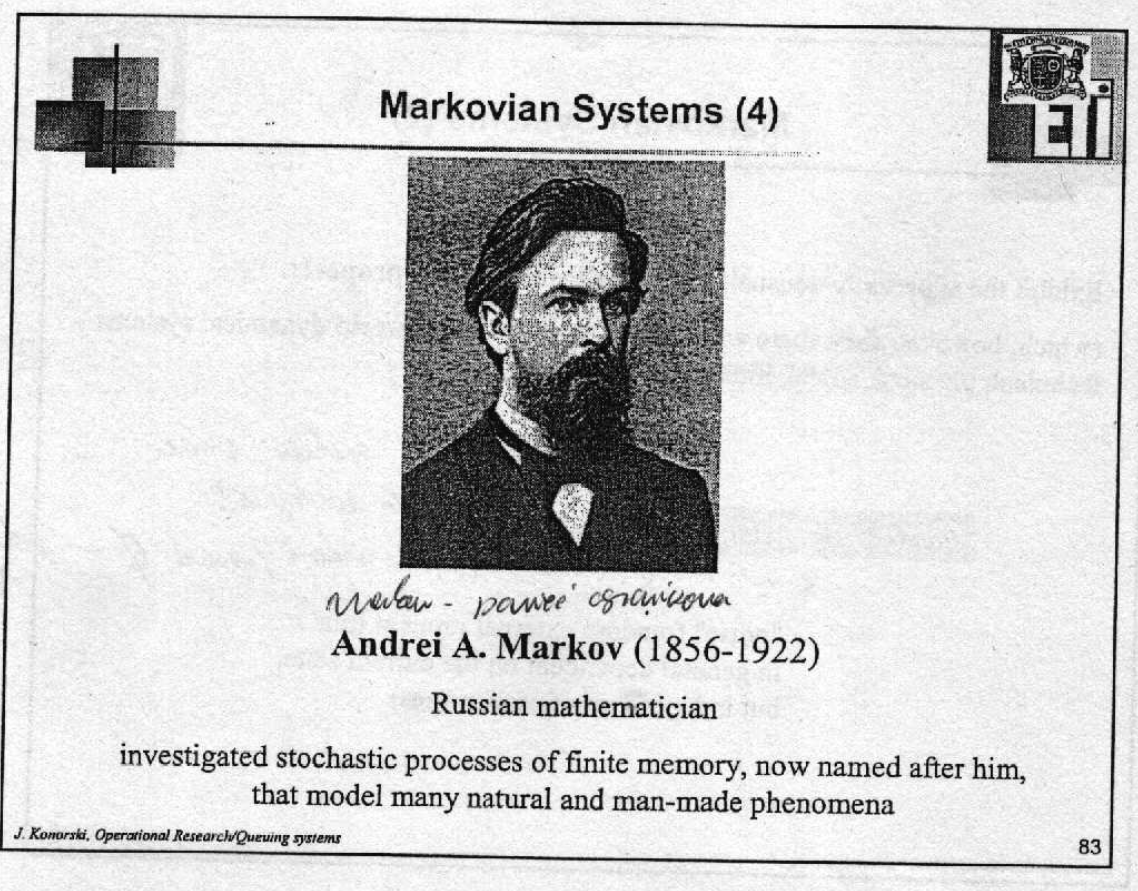 Markovian Systems (4)
ETI
- pamięć ograniczona
Andrei A. Markov (1856-1922)
Russian mathematician
investigated stochastic processes of finite memory, now named after him,
that model many natural and man-made phenomena
J. Konorski, Operational Research/Queuing systems
83